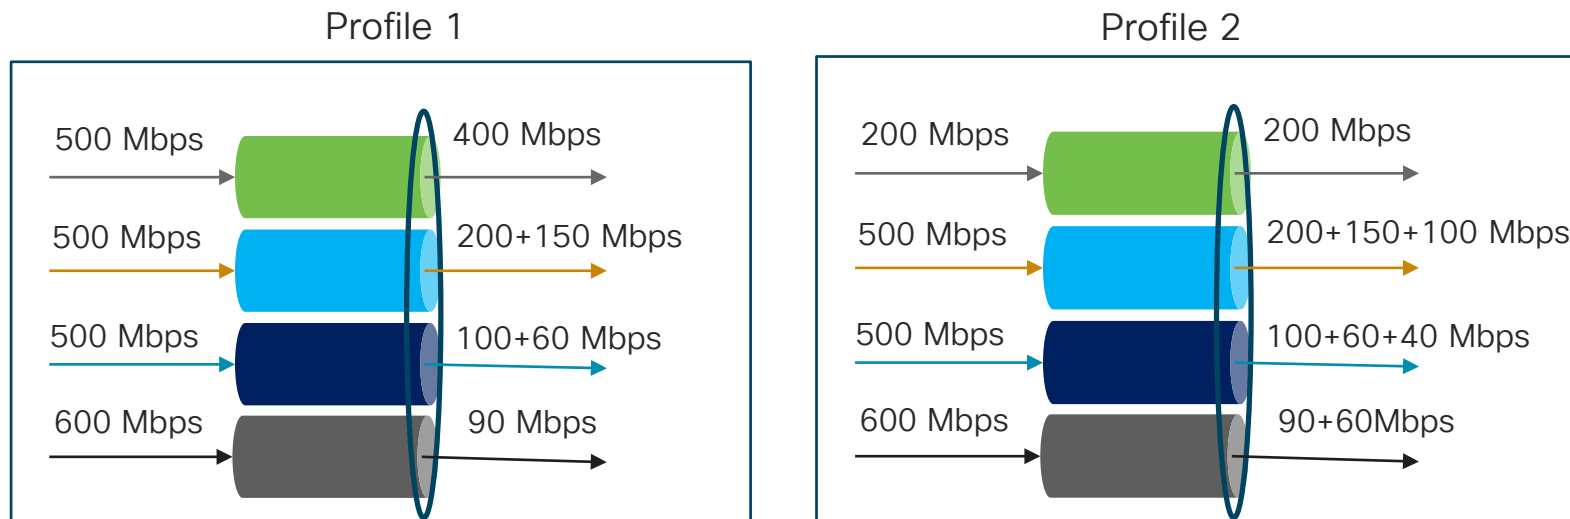 Profile 1
500 Mbps
400 Mbps
500 Mbps
200+150 Mbps
500 Mbps
100+60 Mbps
600 Mbps
90 Mbps
Profile 2
200 Mbps
200 Mbps
500 Mbps
200+150+100 Mbps
500 Mbps
100+60+40 Mbps
600 Mbps
90+60Mbps